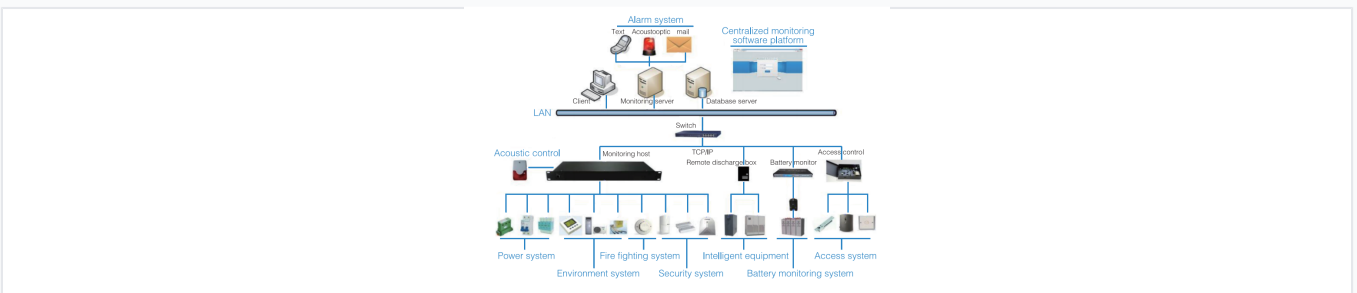 Alarm system
Text Acoustooptic mail
Centralized monitoring
software platform
Client Monitoring server Database server
LAN
Switch
TCP/IP
Acoustic control
Monitoring host
Remote discharge box
Battery monitor
Access control
Power system
Fire fighting system
Intelligent equipment
Access system
Environment system
Security system
Battery monitoring system